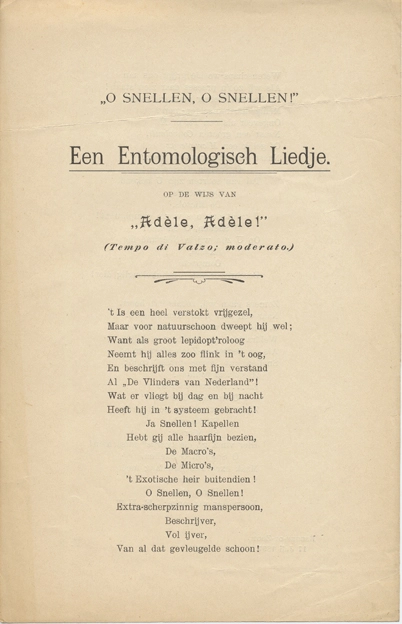 „O SNELLEN, O SNELLEN!”
Een Entomologisch Liedje.
OP DE WIJS VAN
„Adèle, Adèle!”
(Tempo di Valzo; moderato.)
't Is een heel verstokt vrijgezel,
Maar voor natuurschoon dweept hij wel;
Want als groot lepidopt'roloog
Neemt hij alles zoo flink in 't oog,
En beschrijft ons met fijn verstand
Al „De Vlinders van Nederland”!
Wat er vliegt bij dag en bij nacht
Heeft hij in 't systeem gebracht!
Ja Snellen! Kapellen
Hebt gij alle haarfijn bezien,
De Macro's,
De Micro's,
't Exotische heir buitendien!
O Snellen, O Snellen!
Extra-scherpzinnig manspersoon,
Beschrijver,
Vol ijver,
Van al dat gevleugelde schoon!